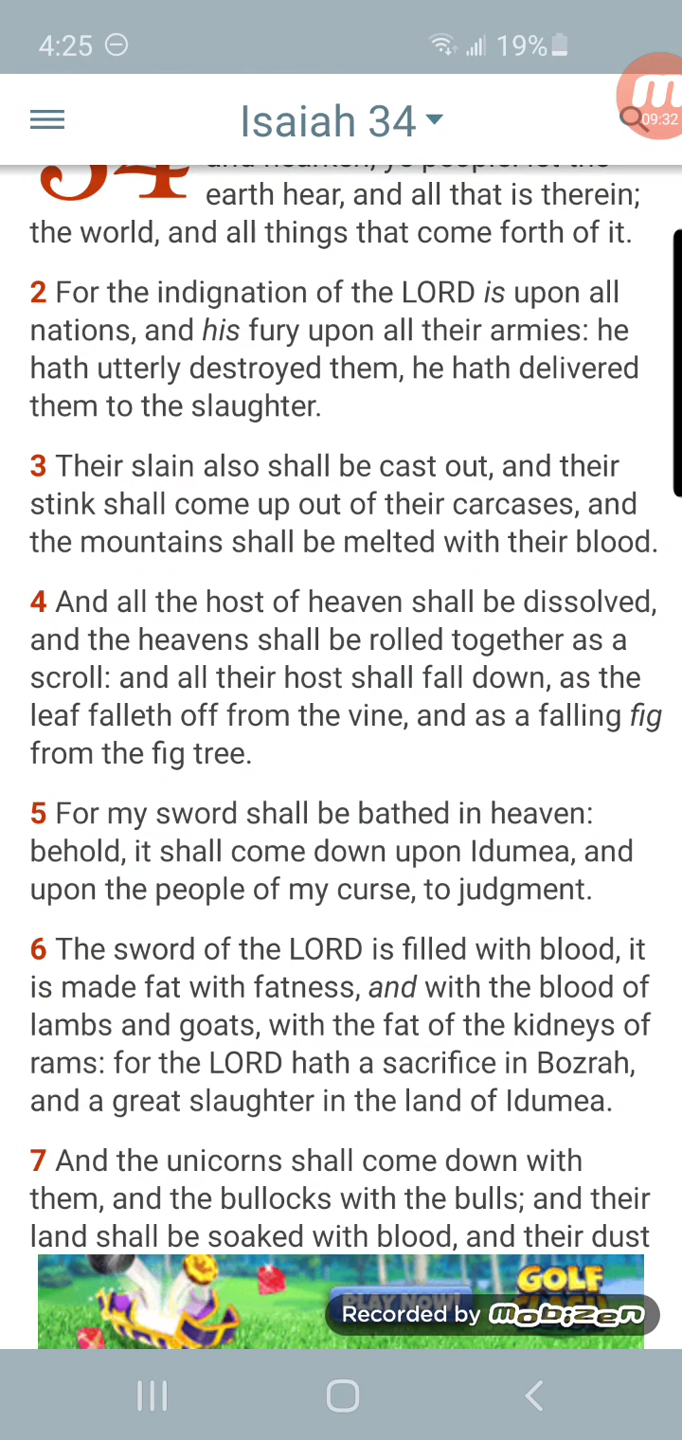 4:25
19%
Isaiah 34
09:32
34
earth hear, and all that is therein;
the world, and all things that come forth of it.
2 For the indignation of the LORD is upon all
nations, and his fury upon all their armies: he
hath utterly destroyed them, he hath delivered
them to the slaughter.
3 Their slain also shall be cast out, and their
stink shall come up out of their carcases, and
the mountains shall be melted with their blood.
4 And all the host of heaven shall be dissolved,
and the heavens shall be rolled together as a
scroll: and all their host shall fall down, as the
leaf falleth off from the vine, and as a falling fig
from the fig tree.
5 For my sword shall be bathed in heaven:
behold, it shall come down upon Idumea, and
upon the people of my curse, to judgment.
6 The sword of the LORD is filled with blood, it
is made fat with fatness, and with the blood of
lambs and goats, with the fat of the kidneys of
rams: for the LORD hath a sacrifice in Bozrah,
and a great slaughter in the land of Idumea.
7 And the unicorns shall come down with
them, and the bullocks with the bulls; and their
land shall be soaked with blood, and their dust
GOLF
PLAY NOW!
Recorded by mobizen